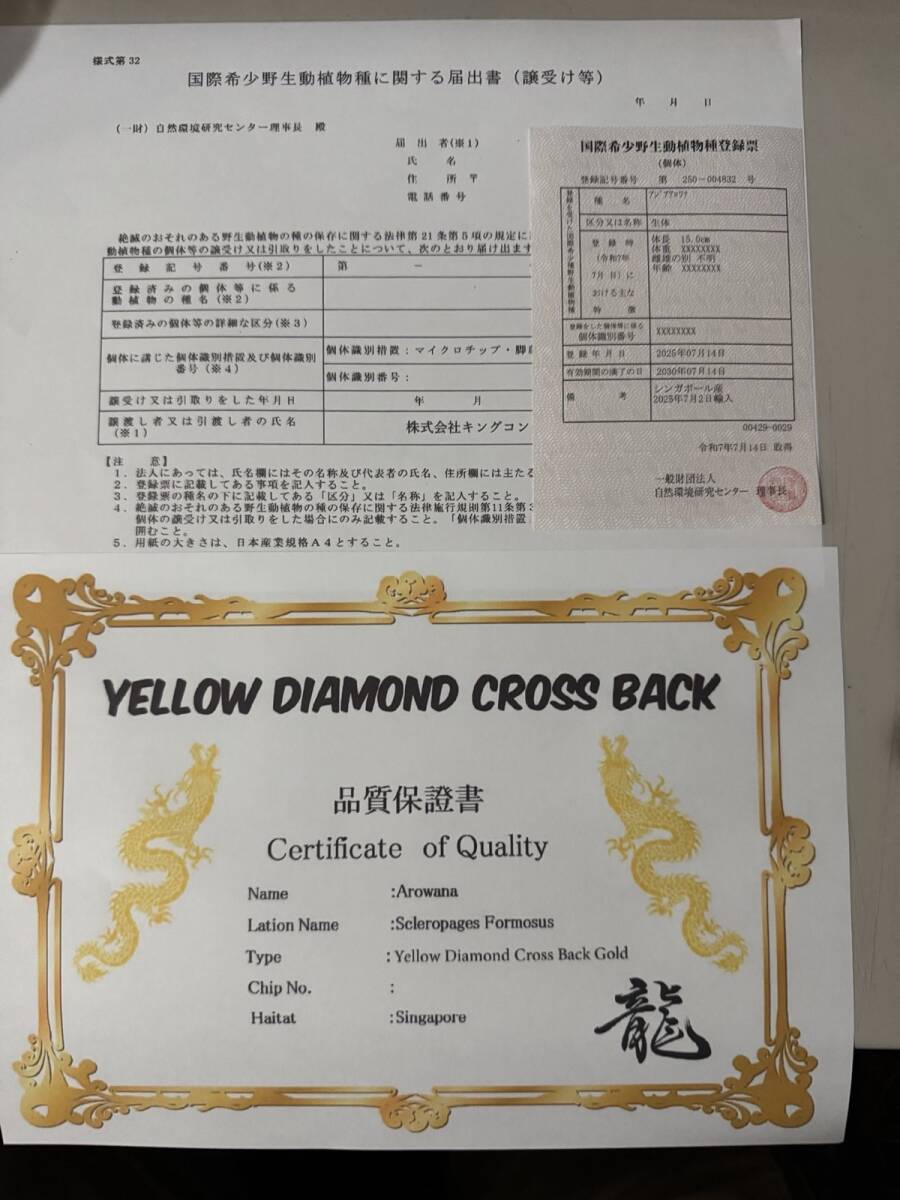 様式第32
国際希少野生動植物種に関する届出書（譲受け等）
年　月　日
（一財）自然環境研究センター理事長　殿
届　出　者(※1)
氏　　名
住　　所 〒
電 話 番 号
絶滅のおそれのある野生動植物の種の保存に関する法律第21条第5項の規定に
動植物種の個体等の譲受け又は引取りをしたことについて、次のとおり届け出ます
登　録　記　号　番　号(※2)　第　　－
登録済みの個体等に係る
動植物の種名（※2）
登録済みの個体等の詳細な区分(※3)
個体に講じた個体識別措置及び個体識別
番号（※4）
個体識別措置：マイクロチップ・脚
個体識別番号：
譲受け又は引取りをした年月日　年　月
譲渡し者又は引渡し者の氏名
（※1）
株式会社キングコン
【注　意】
1．法人にあっては、氏名欄にはその名称及び代表者の氏名、住所欄には主たる
2．登録票に記載してある事項を記入すること。
3．登録票の種名の下に記載してある「区分」又は「名称」を記入すること。
4．絶滅のおそれのある野生動植物の種の保存に関する法律施行規則第11条第3
個体の譲受け又は引取りをした場合にのみ記載すること。「個体識別措置
囲むこと。
5．用紙の大きさは、日本産業規格A4とすること。
国際希少野生動植物種登録票
（個体）
登録記号番号　第　250-004832　号
登録を受けた国際希少野生動植物種
種　名　ｱｼﾞｱｱﾛﾜﾅ
区分又は名称　生体
登　録　時
（令和7年
7月 日）に
おける主な
特　徴
体長　15.0cm
体重　XXXXXXXX
雌雄の別　不明
年齢　XXXXXXXX
登録をした個体等に係る
個体識別番号　XXXXXXXX
登録年月日　2025年07月14日
有効期間の満了の日　2030年07月14日
備　考　シンガポール産
2025年7月2日輸入
00429-0029
令和7年7月14日 取得
一般財団法人
自然環境研究センター　理事長
YELLOW DIAMOND CROSS BACK
品質保證書
Certificate of Quality
Name :Arowana
Lation Name :Scleropages Formosus
Type : Yellow Diamond Cross Back Gold
Chip No. :
Haitat :Singapore
龍